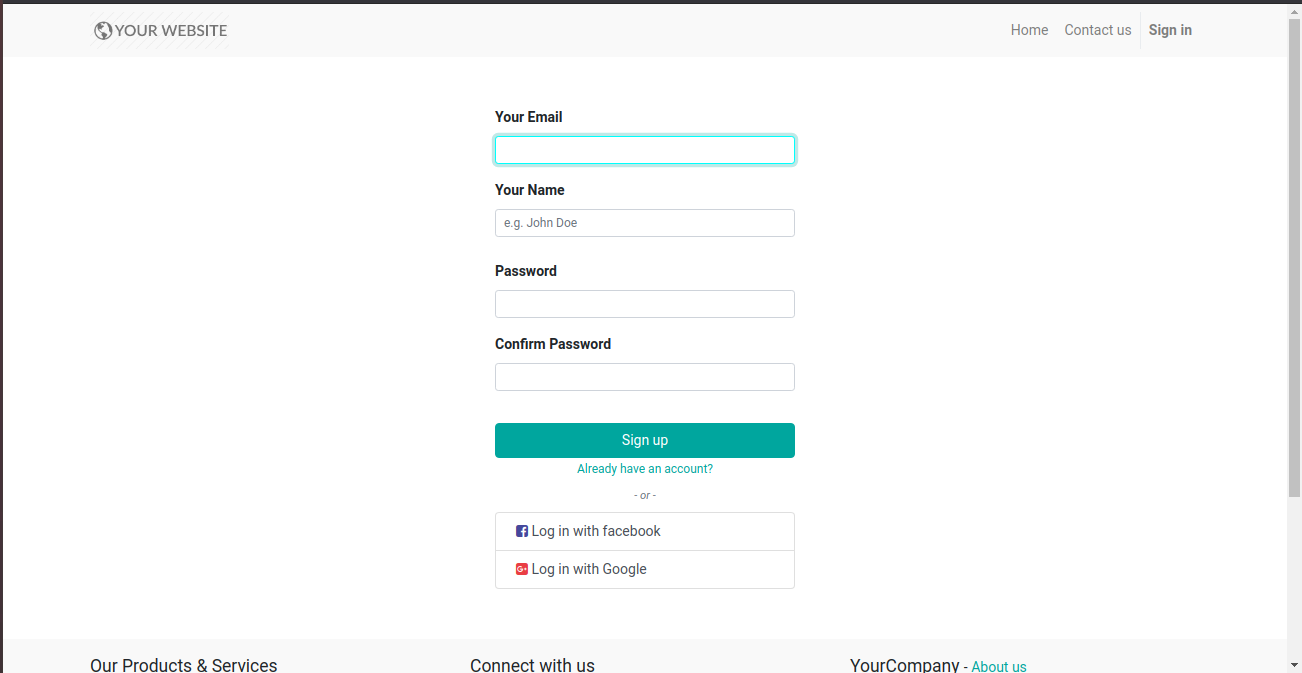 YOUR WEBSITE
Home Contact us Sign in
Your Email
Your Name
e.g. John Doe
Password
Confirm Password
Sign up
Already have an account?
- or -
Log in with facebook
Log in with Google
Our Products & Services
Connect with us
YourCompany - About us